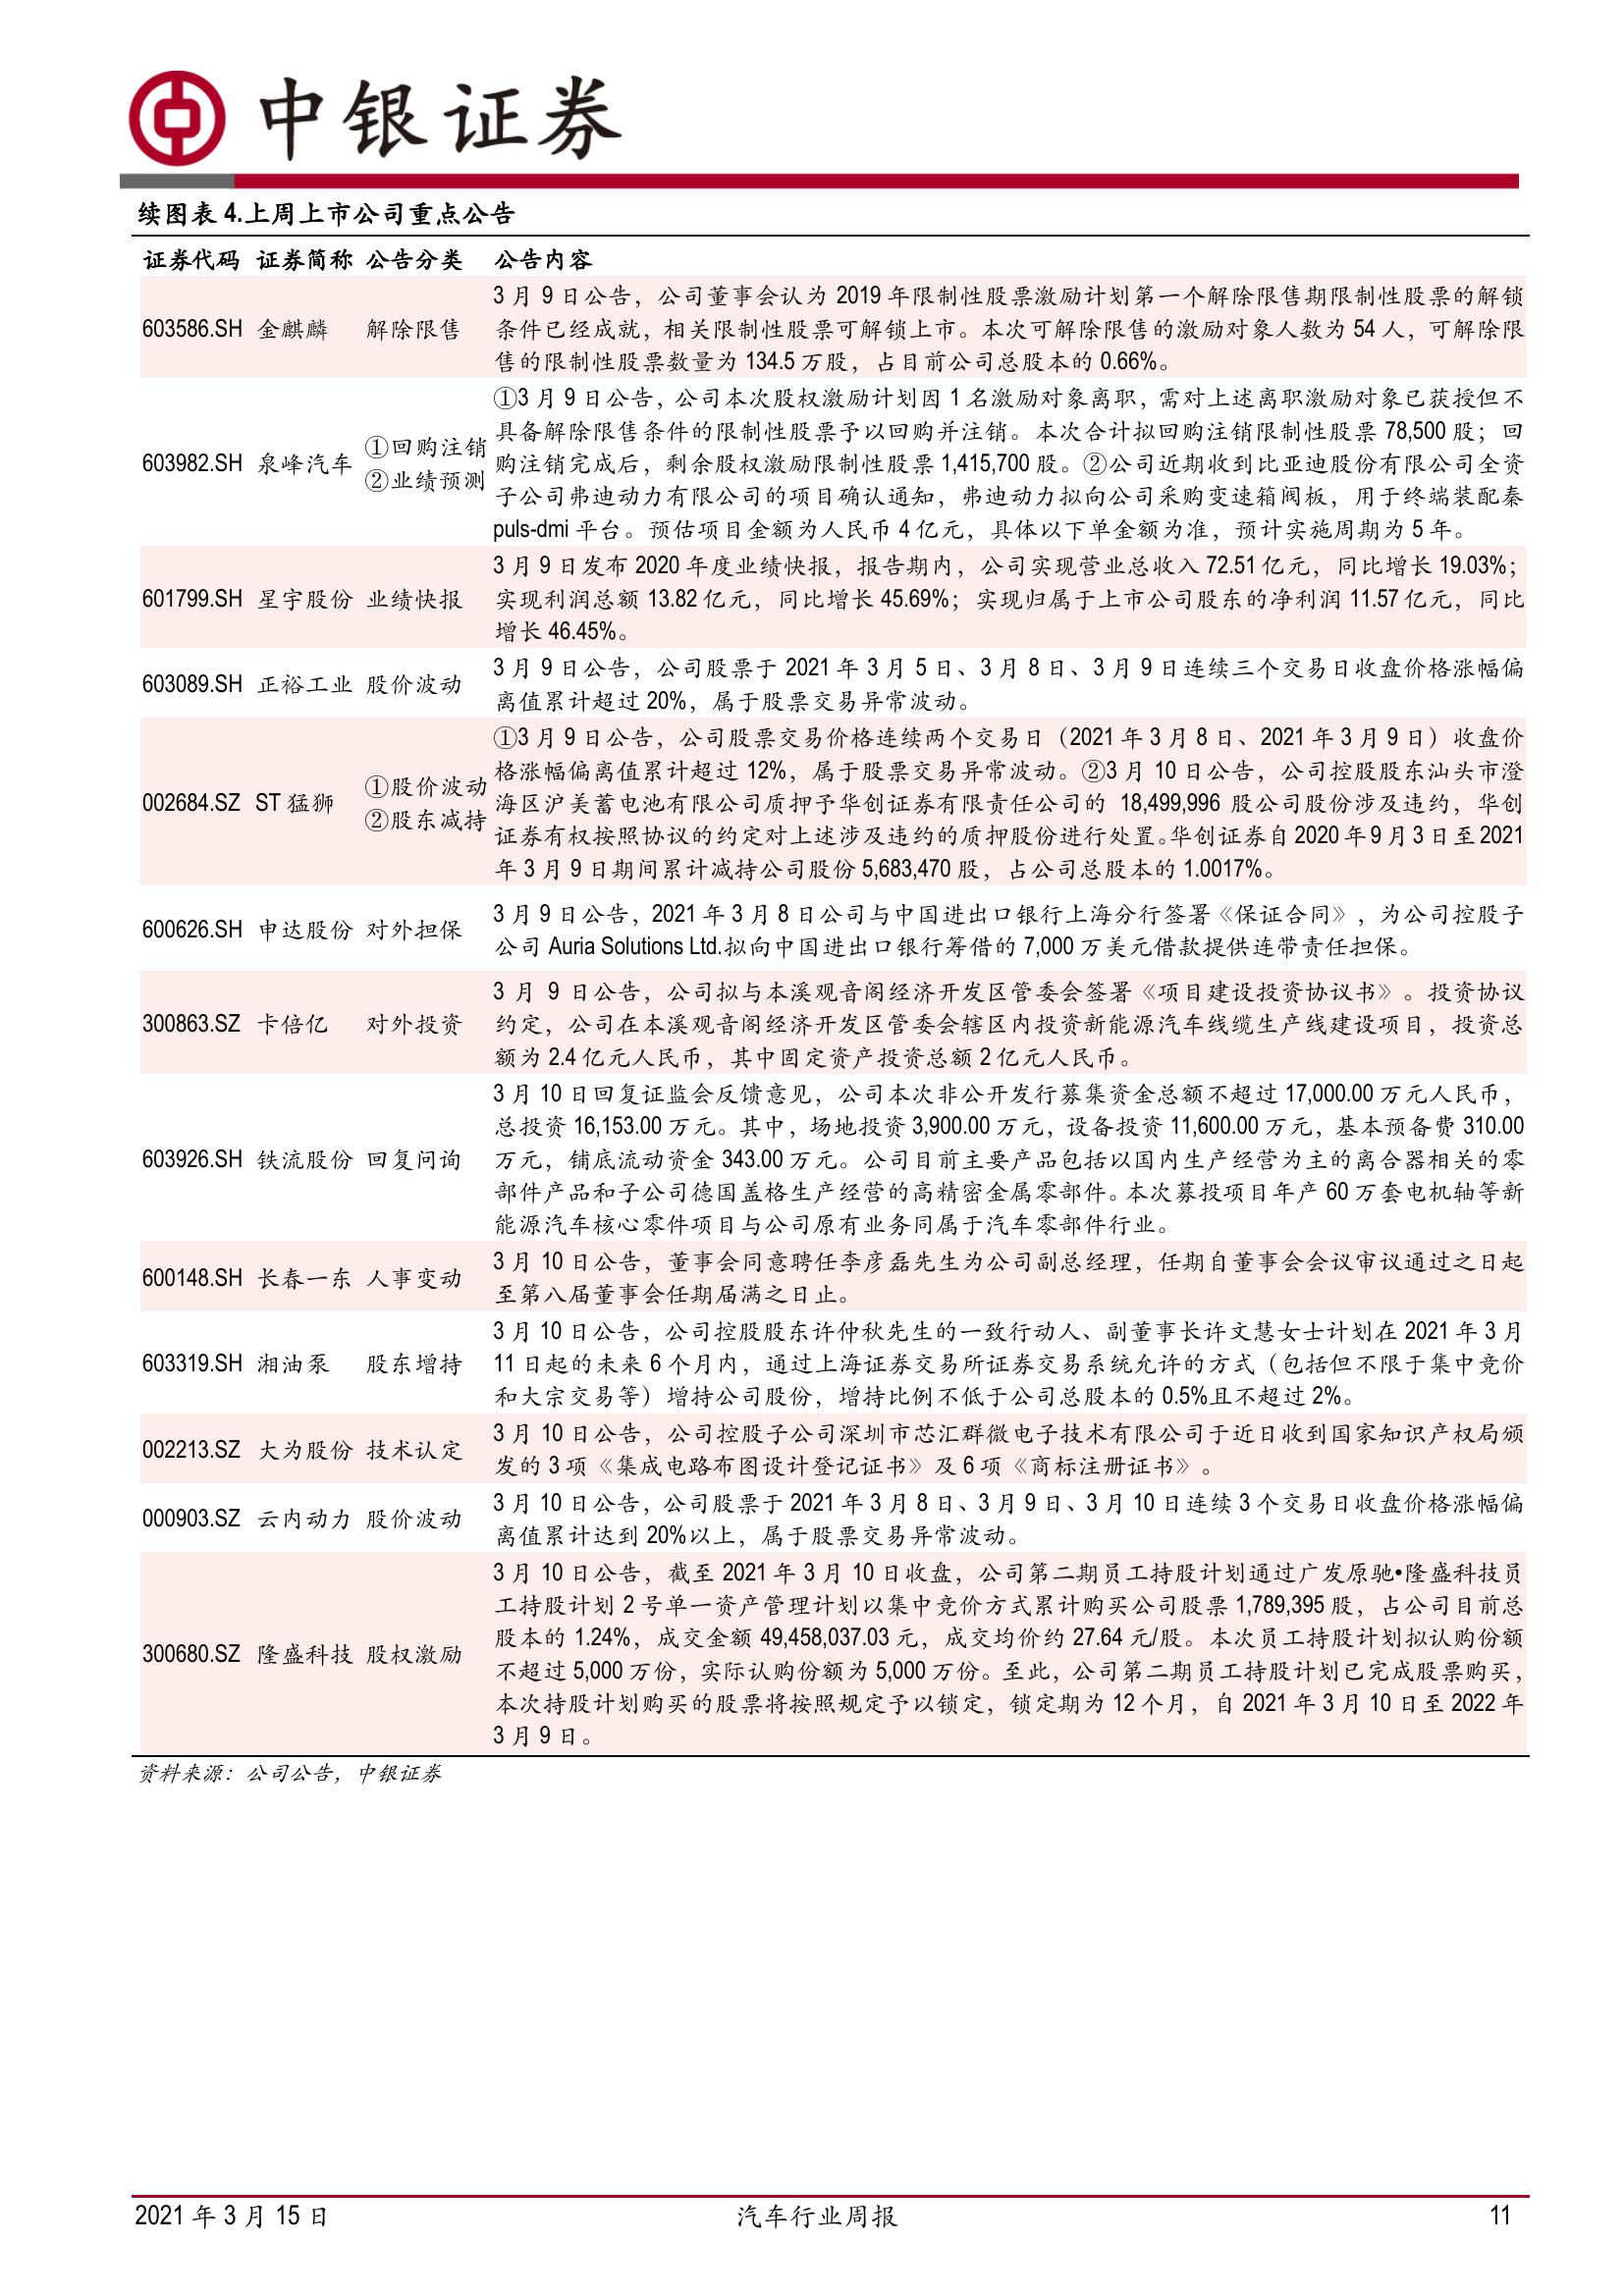 中银证券
续图表 4.上周上市公司重点公告
证券代码 证券简称 公告分类 公告内容
603586.SH 金麒麟 解除限售
3 月 9 日公告，公司董事会认为 2019 年限制性股票激励计划第一个解除限售期限制性股票的解锁
条件已经成就，相关限制性股票可解锁上市。本次可解除限售的激励对象人数为 54 人，可解除限
售的限制性股票数量为 134.5 万股，占目前公司总股本的 0.66%。
603982.SH 泉峰汽车
①回购注销
②业绩预测
①3 月 9 日公告，公司本次股权激励计划因 1 名激励对象离职，需对上述离职激励对象已获授但不
具备解除限售条件的限制性股票予以回购并注销。本次合计拟回购注销限制性股票 78,500 股；回
购注销完成后，剩余股权激励限制性股票 1,415,700 股。②公司近期收到比亚迪股份有限公司全资
子公司弗迪动力有限公司的项目确认通知，弗迪动力拟向公司采购变速箱阀板，用于终端装配秦
puls-dmi 平台。预估项目金额为人民币 4 亿元，具体以下单金额为准，预计实施周期为 5 年。
601799.SH 星宇股份 业绩快报
3 月 9 日发布 2020 年度业绩快报，报告期内，公司实现营业总收入 72.51 亿元，同比增长 19.03%；
实现利润总额 13.82 亿元，同比增长 45.69%；实现归属于上市公司股东的净利润 11.57 亿元，同比
增长 46.45%。
603089.SH 正裕工业 股价波动
3 月 9 日公告，公司股票于 2021 年 3 月 5 日、3 月 8 日、3 月 9 日连续三个交易日收盘价格涨幅偏
离值累计超过 20%，属于股票交易异常波动。
002684.SZ ST 猛狮
①股价波动
②股东减持
①3 月 9 日公告，公司股票交易价格连续两个交易日（2021 年 3 月 8 日、2021 年 3 月 9 日）收盘价
格涨幅偏离值累计超过 12%，属于股票交易异常波动。②3 月 10 日公告，公司控股股东汕头市澄
海区沪美蓄电池有限公司质押予华创证券有限责任公司的 18,499,996 股公司股份涉及违约，华创
证券有权按照协议的约定对上述涉及违约的质押股份进行处置。华创证券自 2020 年 9 月 3 日至 2021
年 3 月 9 日期间累计减持公司股份 5,683,470 股，占公司总股本的 1.0017%。
600626.SH 申达股份 对外担保
3 月 9 日公告，2021 年 3 月 8 日公司与中国进出口银行上海分行签署《保证合同》，为公司控股子
公司 Auria Solutions Ltd.拟向中国进出口银行筹借的 7,000 万美元借款提供连带责任担保。
300863.SZ 卡倍亿 对外投资
3 月 9 日公告，公司拟与本溪观音阁经济开发区管委会签署《项目建设投资协议书》。投资协议
约定，公司在本溪观音阁经济开发区管委会辖区内投资新能源汽车线缆生产线建设项目，投资总
额为 2.4 亿元人民币，其中固定资产投资总额 2 亿元人民币。
603926.SH 铁流股份 回复问询
3 月 10 日回复证监会反馈意见，公司本次非公开发行募集资金总额不超过 17,000.00 万元人民币，
总投资 16,153.00 万元。其中，场地投资 3,900.00 万元，设备投资 11,600.00 万元，基本预备费 310.00
万元，铺底流动资金 343.00 万元。公司目前主要产品包括以国内生产经营为主的离合器相关的零
部件产品和子公司德国盖格生产经营的高精密金属零部件。本次募投项目年产 60 万套电机轴等新
能源汽车核心零件项目与公司原有业务同属于汽车零部件行业。
600148.SH 长春一东 人事变动
3 月 10 日公告，董事会同意聘任李彦磊先生为公司副总经理，任期自董事会会议审议通过之日起
至第八届董事会任期届满之日止。
603319.SH 湘油泵 股东增持
3 月 10 日公告，公司控股股东许仲秋先生的一致行动人、副董事长许文慧女士计划在 2021 年 3 月
11 日起的未来 6 个月内，通过上海证券交易所证券交易系统允许的方式（包括但不限于集中竞价
和大宗交易等）增持公司股份，增持比例不低于公司总股本的 0.5%且不超过 2%。
002213.SZ 大为股份 技术认定
3 月 10 日公告，公司控股子公司深圳市芯汇群微电子技术有限公司于近日收到国家知识产权局颁
发的 3 项《集成电路布图设计登记证书》及 6 项《商标注册证书》。
000903.SZ 云内动力 股价波动
3 月 10 日公告，公司股票于 2021 年 3 月 8 日、3 月 9 日、3 月 10 日连续 3 个交易日收盘价格涨幅偏
离值累计达到 20%以上，属于股票交易异常波动。
300680.SZ 隆盛科技 股权激励
3 月 10 日公告，截至 2021 年 3 月 10 日收盘，公司第二期员工持股计划通过广发原驰•隆盛科技员
工持股计划 2 号单一资产管理计划以集中竞价方式累计购买公司股票 1,789,395 股，占公司目前总
股本的 1.24%，成交金额 49,458,037.03 元，成交均价约 27.64 元/股。本次员工持股计划拟认购份额
不超过 5,000 万份，实际认购份额为 5,000 万份。至此，公司第二期员工持股计划已完成股票购买，
本次持股计划购买的股票将按照规定予以锁定，锁定期为 12 个月，自 2021 年 3 月 10 日至 2022 年
3 月 9 日。
资料来源：公司公告，中银证券
2021 年 3 月 15 日 汽车行业周报 11